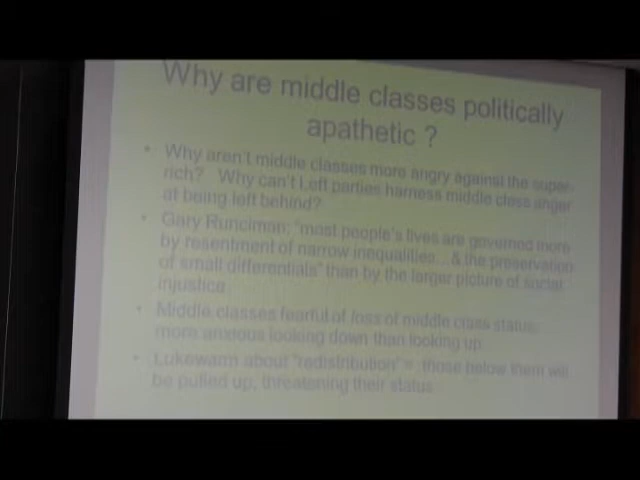 Why are middle classes politically
apathetic ?
• Why aren't middle classes more angry against the super-
rich? Why can't Left parties harness middle class anger
at being left behind?
• Gary Runciman: "most people's lives are governed more
by resentment of narrow inequalities... & the preservation
of small differentials" than by the larger picture of social
injustice.
• Middle classes fearful of loss of middle class status:
more anxious looking down than looking up.
• Lukewarm about "redistribution" = those below them will
be pulled up, threatening their status.